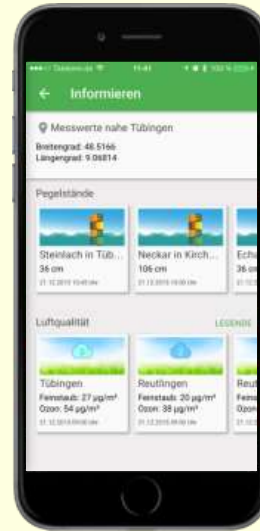 11:41
Informieren
Messwerte nahe Tübingen
Breitengrad: 48.5166
Längengrad: 9.06814
Pegelstände
Steinlach in Tüb...
Neckar in Kirch...
36 cm
106 cm
Luftqualität
LEGENDE
Tübingen
Reutlingen
Feinstaub: 27 µg/m³
Feinstaub: 20 µg/m³
Ozon: 54 µg/m³
Ozon: 38 µg/m³